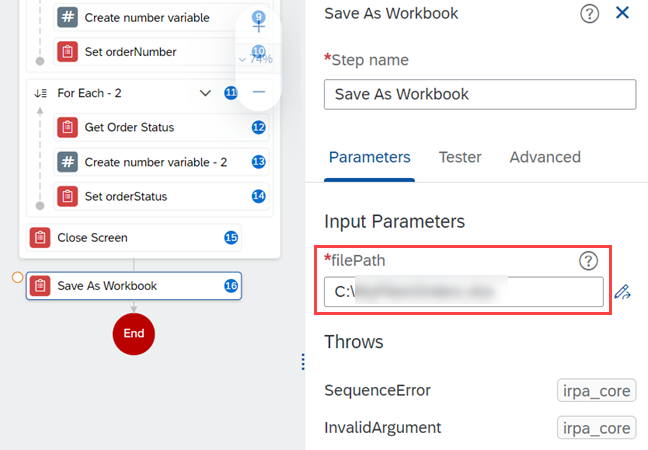 # Create number variable 9
Set orderNumber 10
74%
For Each - 2 11
Get Order Status 12
# Create number variable - 2 13
Set orderStatus 14
Close Screen 15
Save As Workbook 16
End
Save As Workbook ?
*Step name
Save As Workbook
Parameters Tester Advanced
Input Parameters
*filePath ?
C:\
Throws
SequenceError irpa_core
InvalidArgument irpa_core